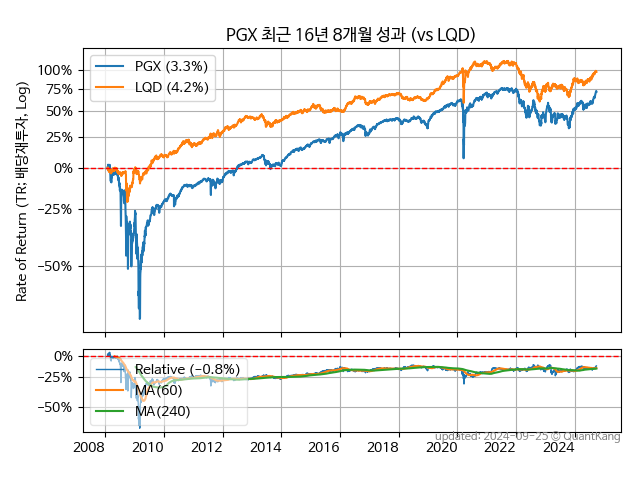 PGX 최근 16년 8개월 성과 (vs LQD)
Rate of Return (TR: 배당재투자, Log)
PGX (3.3%)
LQD (4.2%)
100%
75%
50%
25%
0%
−25%
−50%
0%
−25%
−50%
Relative (−0.8%)
MA(60)
MA(240)
2008 2010 2012 2014 2016 2018 2020 2022 2024
updated: 2024-09-25 © QuantKang